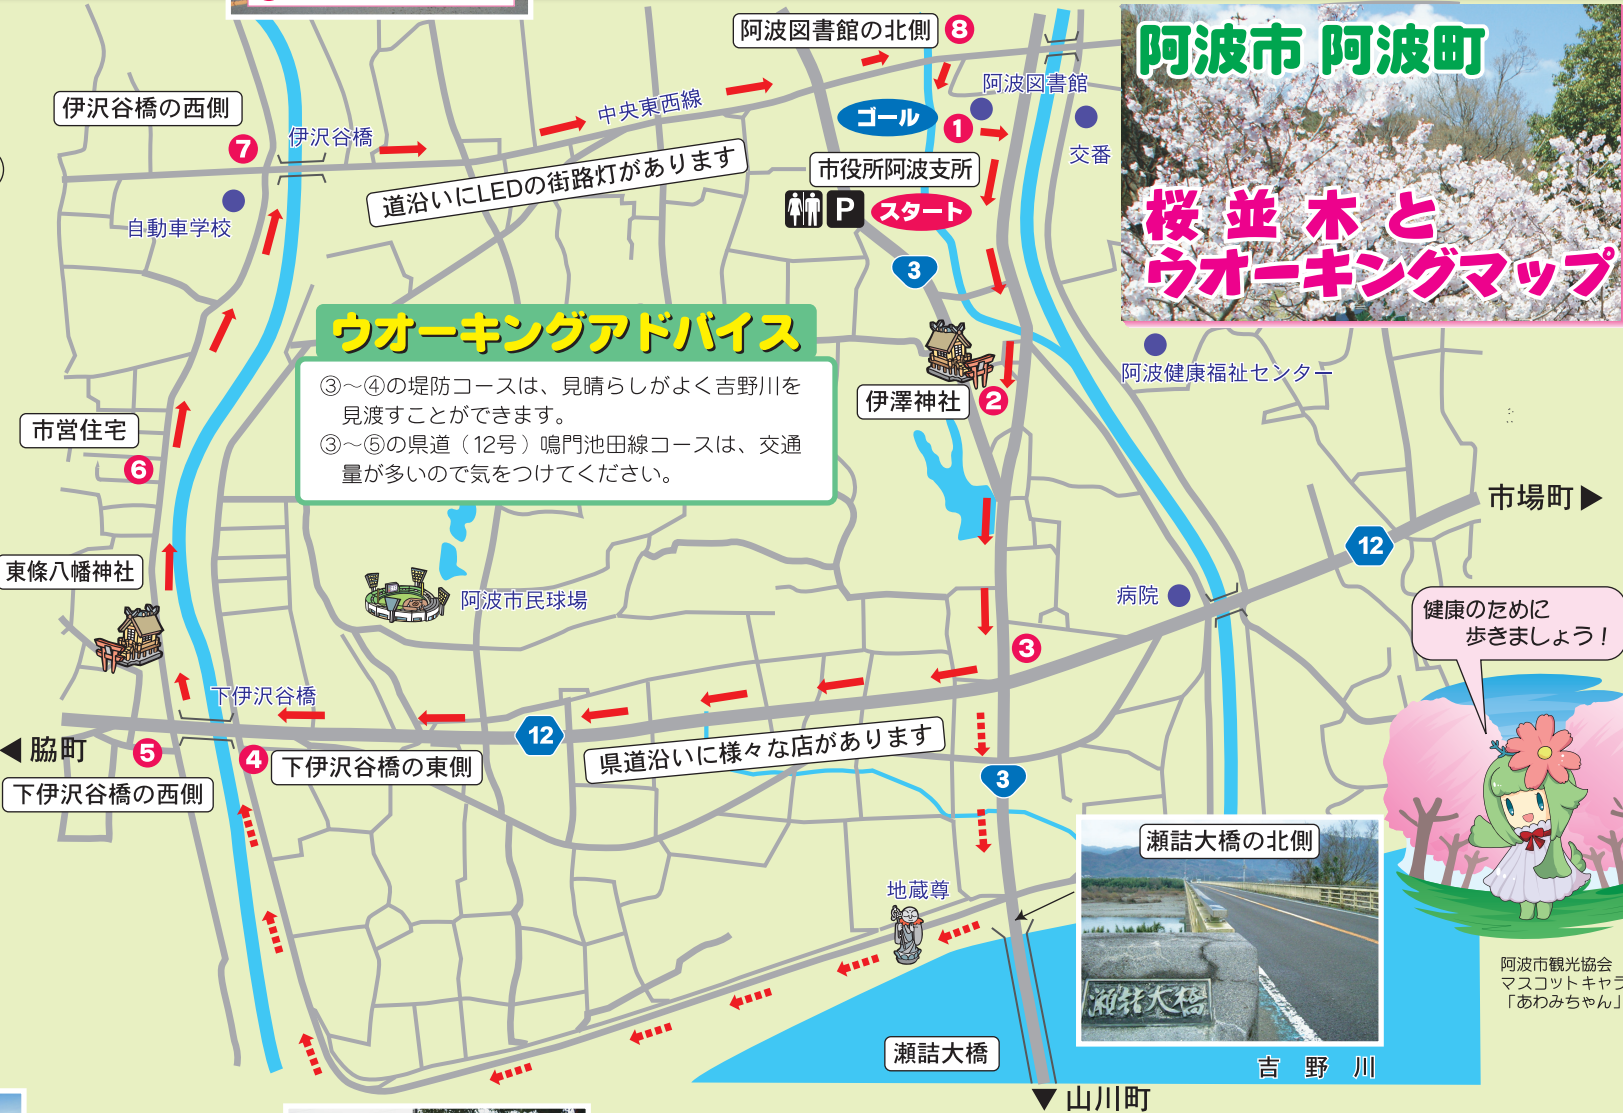 阿波市 阿波町
桜並木と
ウオーキングマップ
阿波図書館の北側
8
阿波図書館
交番
ゴール
1
市役所阿波支所
P
スタート
3
中央東西線
道沿いにLEDの街路灯があります
伊沢谷橋の西側
7
伊沢谷橋
自動車学校
ウオーキングアドバイス
③〜④の堤防コースは、見晴らしがよく吉野川を
見渡すことができます。
③〜⑤の県道(12号)鳴門池田線コースは、交通
量が多いので気をつけてください。
伊澤神社
2
阿波健康福祉センター
市営住宅
6
市場町▶
12
東條八幡神社
阿波市民球場
病院
健康のために
歩きましょう!
3
下伊沢谷橋
12
県道沿いに様々な店があります
◀脇町
5
4
下伊沢谷橋の東側
下伊沢谷橋の西側
3
瀬詰大橋の北側
瀬詰大橋
地蔵尊
阿波市観光協会
マスコットキャラ
「あわみちゃん」
瀬詰大橋
吉野川
▼山川町